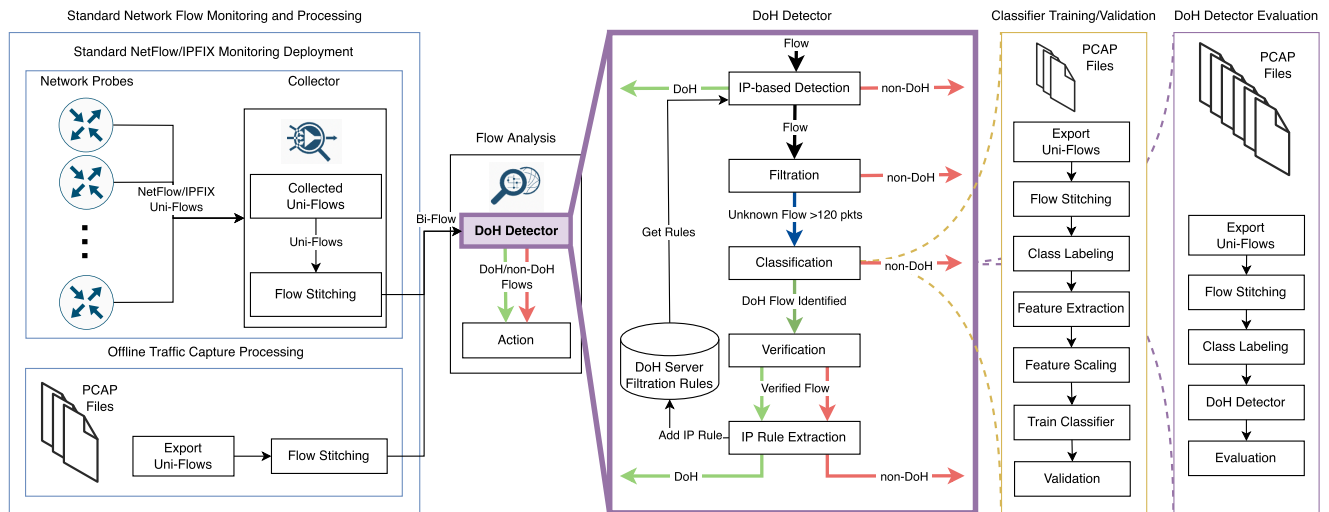 Standard Network Flow Monitoring and Processing
Standard NetFlow/IPFIX Monitoring Deployment
Network Probes
Collector
NetFlow/IPFIX
Uni-Flows
Collected
Uni-Flows
Uni-Flows
Flow Stitching
Offline Traffic Capture Processing
PCAP
Files
Export
Uni-Flows
Flow Stitching
Bi-Flow
Flow Analysis
DoH Detector
DoH/non-DoH
Flows
Action
DoH Detector
Flow
DoH
IP-based Detection
non-DoH
Flow
Filtration
non-DoH
Unknown Flow >120 pkts
Get Rules
Classification
non-DoH
DoH Flow Identified
Verification
DoH Server
Filtration Rules
Verified Flow
Add IP Rule
IP Rule Extraction
DoH
non-DoH
Classifier Training/Validation
PCAP
Files
Export
Uni-Flows
Flow Stitching
Class Labeling
Feature Extraction
Feature Scaling
Train Classifier
Validation
DoH Detector Evaluation
PCAP
Files
Export
Uni-Flows
Flow Stitching
Class Labeling
DoH Detector
Evaluation